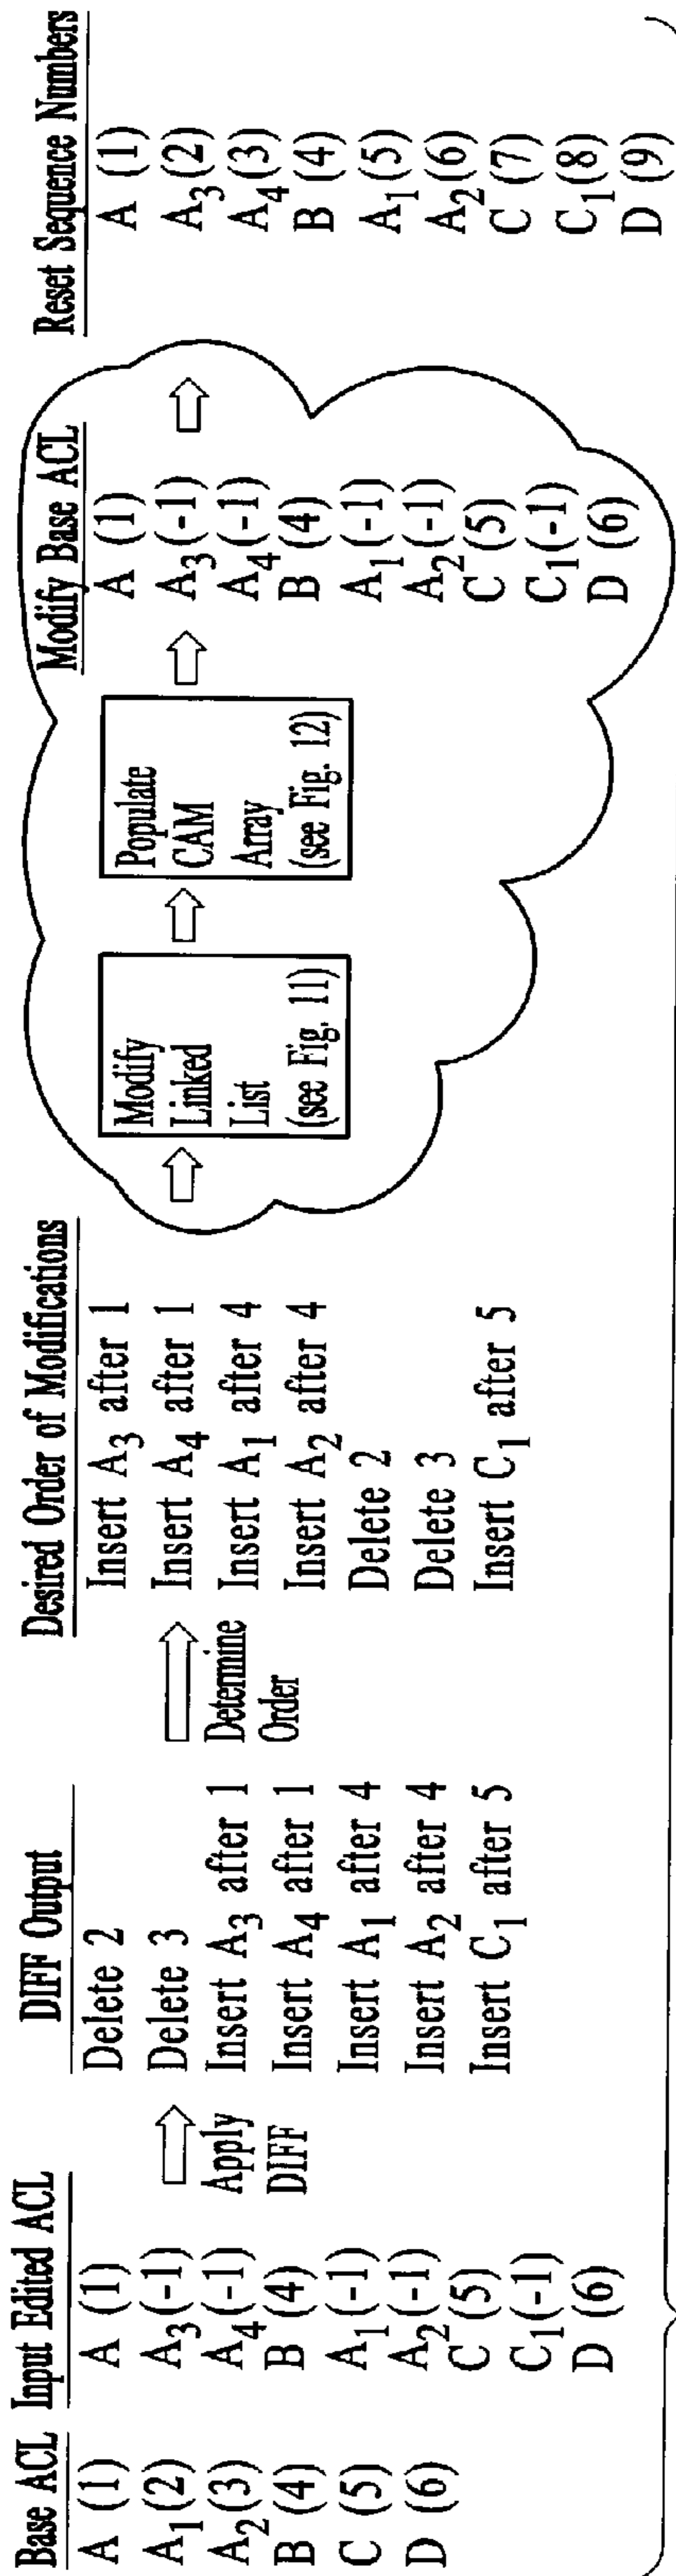 Base ACL
A (1)
A1(2)
A2(3)
B (4)
C (5)
D (6)
Input Edited ACL
A (1)
A3(-1)
A4(-1)
B (4)
A1(-1)
A2(-1)
C (5)
C1(-1)
D (6)
Apply
DIFF
DIFF Output
Delete 2
Delete 3
Insert A3 after 1
Insert A4 after 1
Insert A1 after 4
Insert A2 after 4
Insert C1 after 5
Determine
Order
Desired Order of Modifications
Insert A3 after 1
Insert A4 after 1
Insert A1 after 4
Insert A2 after 4
Delete 2
Delete 3
Insert C1 after 5
Modify
Linked
List
(see Fig. 11)
Populate
CAM
Array
(see Fig. 12)
Modify Base ACL
A (1)
A3(-1)
A4(-1)
B (4)
A1(-1)
A2(-1)
C (5)
C1(-1)
D (6)
Reset Sequence Numbers
A (1)
A3(2)
A4(3)
B (4)
A1(5)
A2(6)
C (7)
C1(8)
D (9)